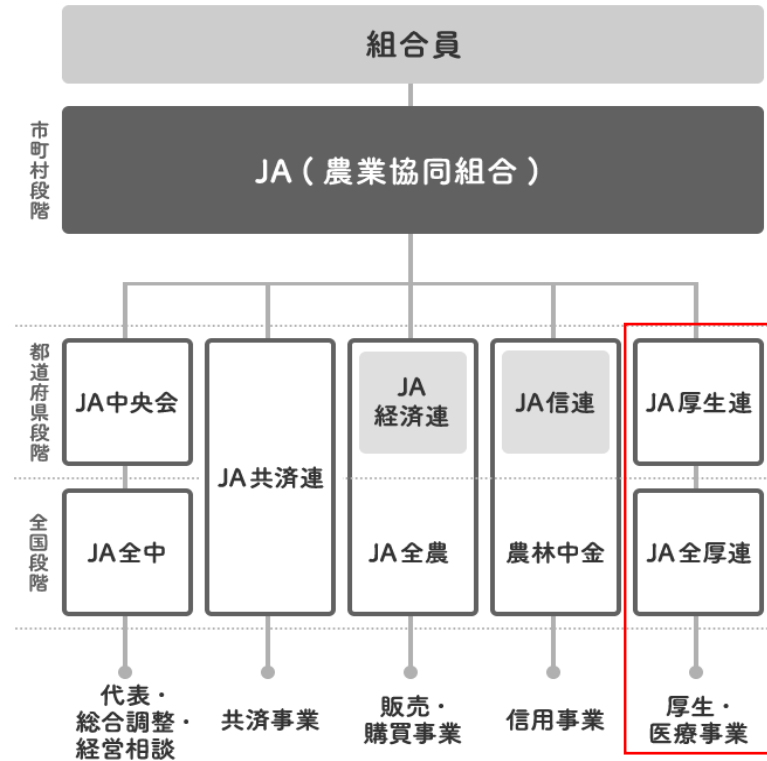 組合員
市町村段階
JA(農業協同組合)
都道府県段階
JA中央会
JA共済連
JA
経済連
JA信連
JA厚生連
全国段階
JA全中
JA全農
農林中金
JA全厚連
代表・
総合調整・
経営相談
共済事業
販売・
購買事業
信用事業
厚生・
医療事業